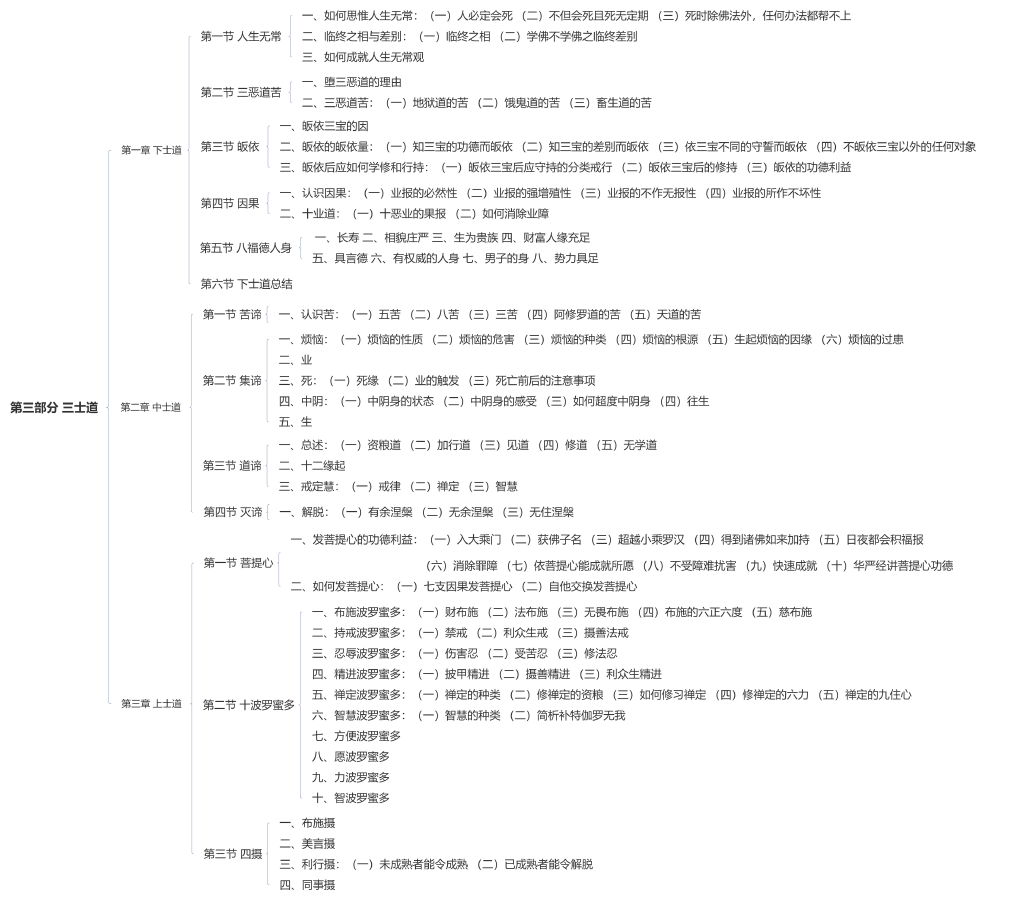 第三部分 三士道
第一章 下士道
第一节 人生无常
一、如何思惟人生无常：（一）人必定会死 （二）不但会死且死无定期 （三）死时除佛法外，任何办法都帮不上
二、临终之相与差别：（一）临终之相 （二）学佛不学佛之临终差别
三、如何成就人生无常观
第二节 三恶道苦
一、堕三恶道的理由
二、三恶道苦：（一）地狱道的苦 （二）饿鬼道的苦 （三）畜生道的苦
第三节 皈依
一、皈依三宝的因
二、皈依的皈依量：（一）知三宝的功德而皈依 （二）知三宝的差别而皈依 （三）依三宝不同的守誓而皈依 （四）不皈依三宝以外的任何对象
三、皈依后应如何学修和行持：（一）皈依三宝后应守持的分类戒行 （二）皈依三宝后的修持 （三）皈依的功德利益
第四节 因果
一、认识因果：（一）业报的必然性 （二）业报的强增殖性 （三）业报的不作无报性 （四）业报的所作不坏性
二、十业道：（一）十恶业的果报 （二）如何消除业障
第五节 八福德人身
一、长寿 二、相貌庄严 三、生为贵族 四、财富人缘充足
五、具言德 六、有权威的人身 七、男子的身 八、势力具足
第六节 下士道总结
第二章 中士道
第一节 苦谛
一、认识苦：（一）五苦 （二）八苦 （三）三苦 （四）阿修罗道的苦 （五）天道的苦
第二节 集谛
一、烦恼：（一）烦恼的性质 （二）烦恼的危害 （三）烦恼的种类 （四）烦恼的根源 （五）生起烦恼的因缘 （六）烦恼的过患
二、业
三、死：（一）死缘 （二）业的触发 （三）死亡前后的注意事项
四、中阴：（一）中阴身的状态 （二）中阴身的感受 （三）如何超度中阴身 （四）往生
五、生
第三节 道谛
一、总述：（一）资粮道 （二）加行道 （三）见道 （四）修道 （五）无学道
二、十二缘起
三、戒定慧：（一）戒律 （二）禅定 （三）智慧
第四节 灭谛
一、解脱：（一）有余涅槃 （二）无余涅槃 （三）无住涅槃
第三章 上士道
第一节 菩提心
一、发菩提心的功德利益：（一）入大乘门 （二）获佛子名 （三）超越小乘罗汉 （四）得到诸佛如来加持 （五）日夜都会积福报
（六）消除罪障 （七）依菩提心能成就所愿 （八）不受障难扰害 （九）快速成就 （十）华严经讲菩提心功德
二、如何发菩提心：（一）七支因果发菩提心 （二）自他交换发菩提心
第二节 十波罗蜜多
一、布施波罗蜜多：（一）财布施 （二）法布施 （三）无畏布施 （四）布施的六正六度 （五）慈布施
二、持戒波罗蜜多：（一）禁戒 （二）利众生戒 （三）摄善法戒
三、忍辱波罗蜜多：（一）伤害忍 （二）受苦忍 （三）修法忍
四、精进波罗蜜多：（一）披甲精进 （二）摄善精进 （三）利众生精进
五、禅定波罗蜜多：（一）禅定的种类 （二）修禅定的资粮 （三）如何修习禅定 （四）修禅定的六力 （五）禅定的九住心
六、智慧波罗蜜多：（一）智慧的种类 （二）简析补特伽罗无我
七、方便波罗蜜多
八、愿波罗蜜多
九、力波罗蜜多
十、智波罗蜜多
第三节 四摄
一、布施摄
二、美言摄
三、利行摄：（一）未成熟者能令成熟 （二）已成熟者能令解脱
四、同事摄